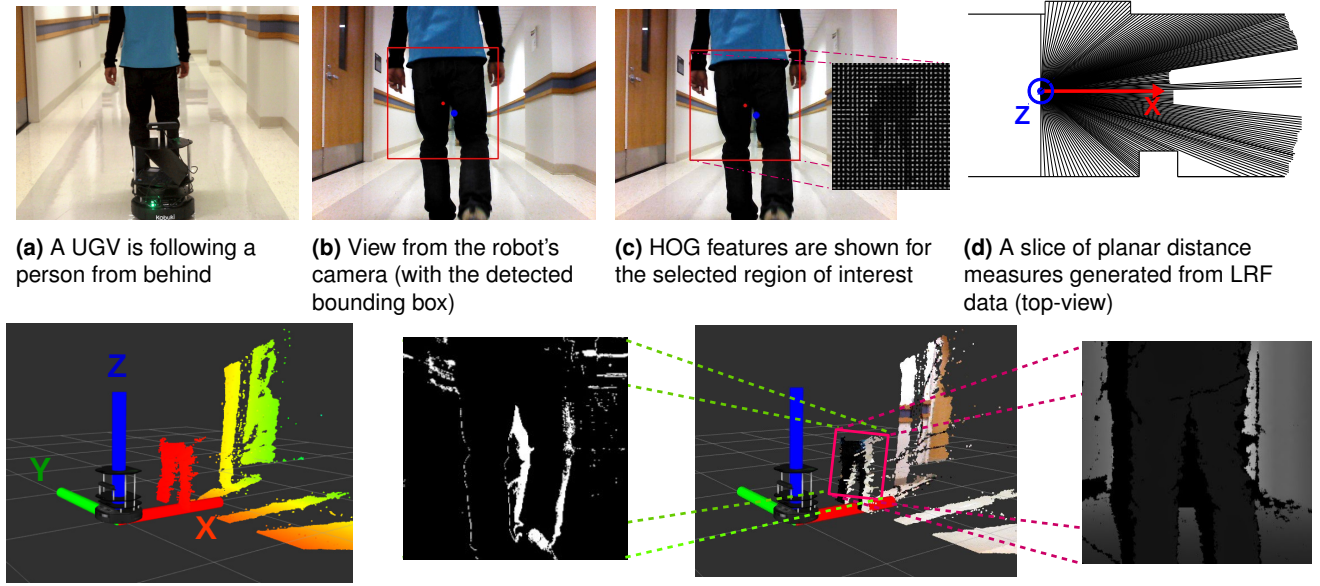 Kobuki
Z
X
(a) A UGV is following a
person from behind
(b) View from the robot's
camera (with the detected
bounding box)
(c) HOG features are shown for
the selected region of interest
(d) A slice of planar distance
measures generated from LRF
data (top-view)
Z
Y
X